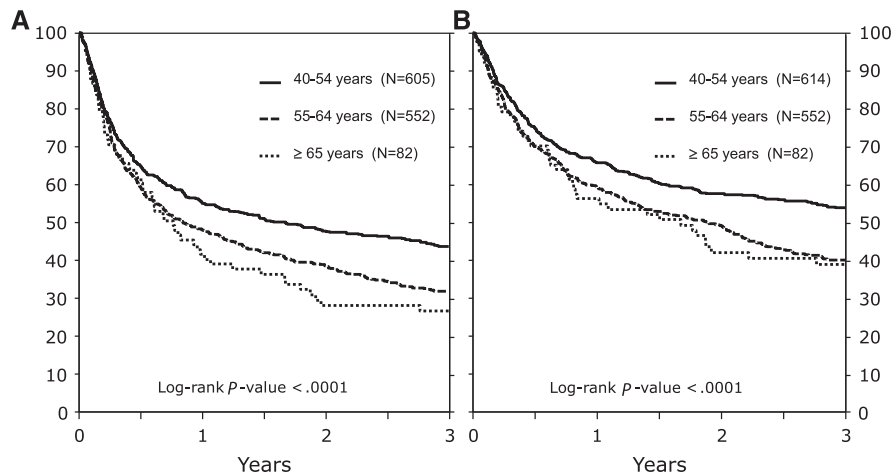 A
100
90
80
70
60
50
40
30
20
10
0
40-54 years (N=605)
55-64 years (N=552)
≥ 65 years (N=82)
Log-rank P-value <.0001
0 1 2 3
Years
B
40-54 years (N=614)
55-64 years (N=552)
≥ 65 years (N=82)
Log-rank P-value <.0001
0 1 2 3
Years
100
90
80
70
60
50
40
30
20
10
0